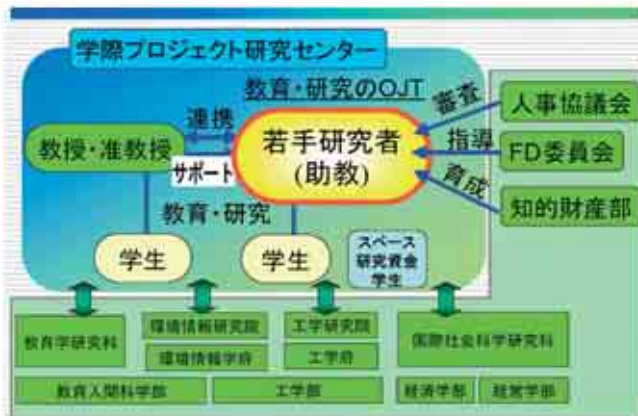 学際プロジェクト研究センター
教育・研究のOJT
審査
人事協議会
連携
教授・准教授
若手研究者
(助教)
指導
FD委員会
サポート
育成
知的財産部
教育・研究
学生
学生
スペース
研究資金
学生
教育学研究科
環境情報研究院
工学研究院
国際社会科学研究科
環境情報学府
工学府
教育人間科学部
工学部
経済学部
経営学部